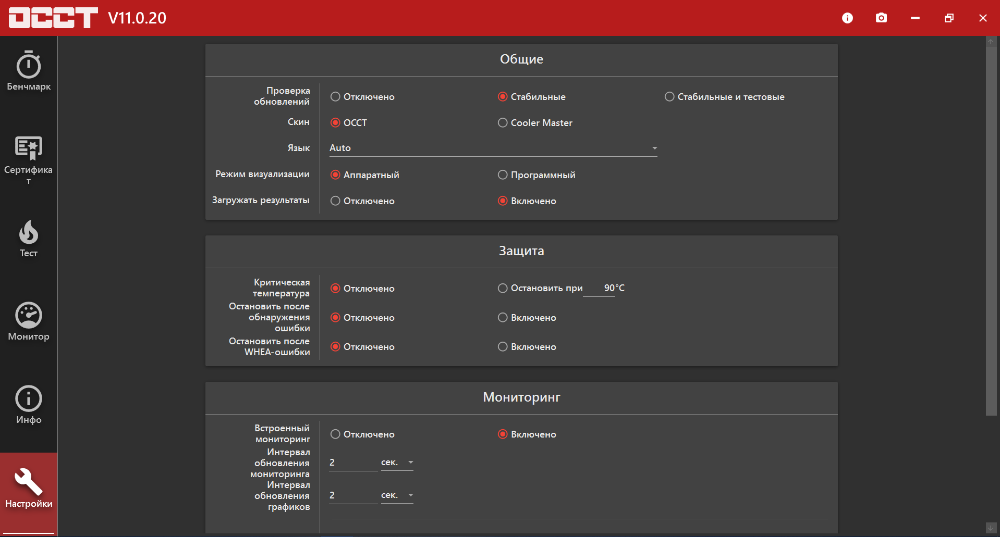 OCCT V11.0.20
Бенчмарк
Сертифика
т
Тест
Монитор
Инфо
Настройки
Общие
Проверка
обновлений
Отключено
Стабильные
Стабильные и тестовые
Скин
OCCT
Cooler Master
Язык
Auto
Режим визуализации
Аппаратный
Программный
Загружать результаты
Отключено
Включено
Защита
Критическая
температура
Отключено
Остановить при 90°C
Остановить после
обнаружения
ошибки
Отключено
Включено
Остановить после
WHEA-ошибки
Отключено
Включено
Мониторинг
Встроенный
мониторинг
Отключено
Включено
Интервал
обновления
мониторинга
2 сек.
Интервал
обновления
графиков
2 сек.